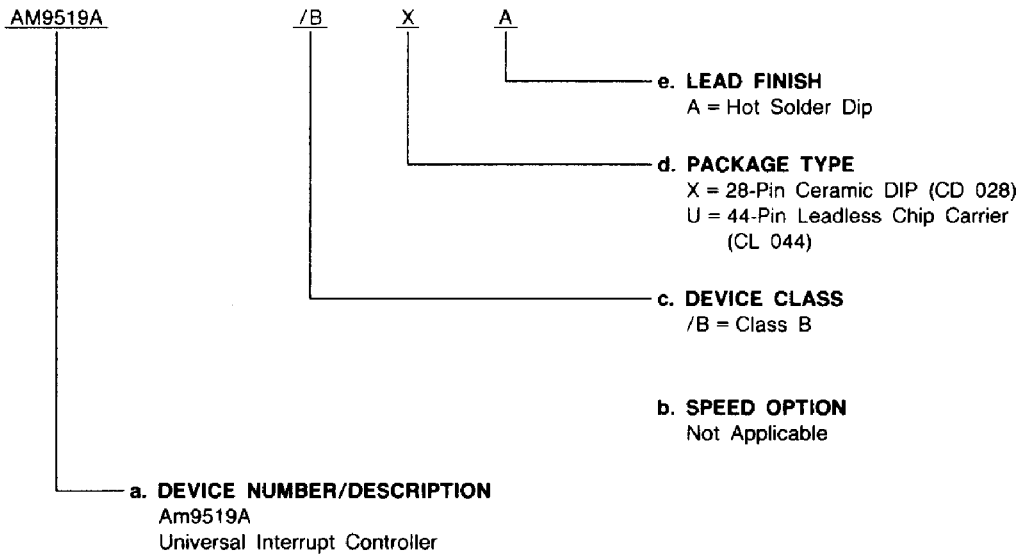 AM9519A /B X A
e. LEAD FINISH
A = Hot Solder Dip
d. PACKAGE TYPE
X = 28-Pin Ceramic DIP (CD 028)
U = 44-Pin Leadless Chip Carrier
(CL 044)
c. DEVICE CLASS
/B = Class B
b. SPEED OPTION
Not Applicable
a. DEVICE NUMBER/DESCRIPTION
Am9519A
Universal Interrupt Controller